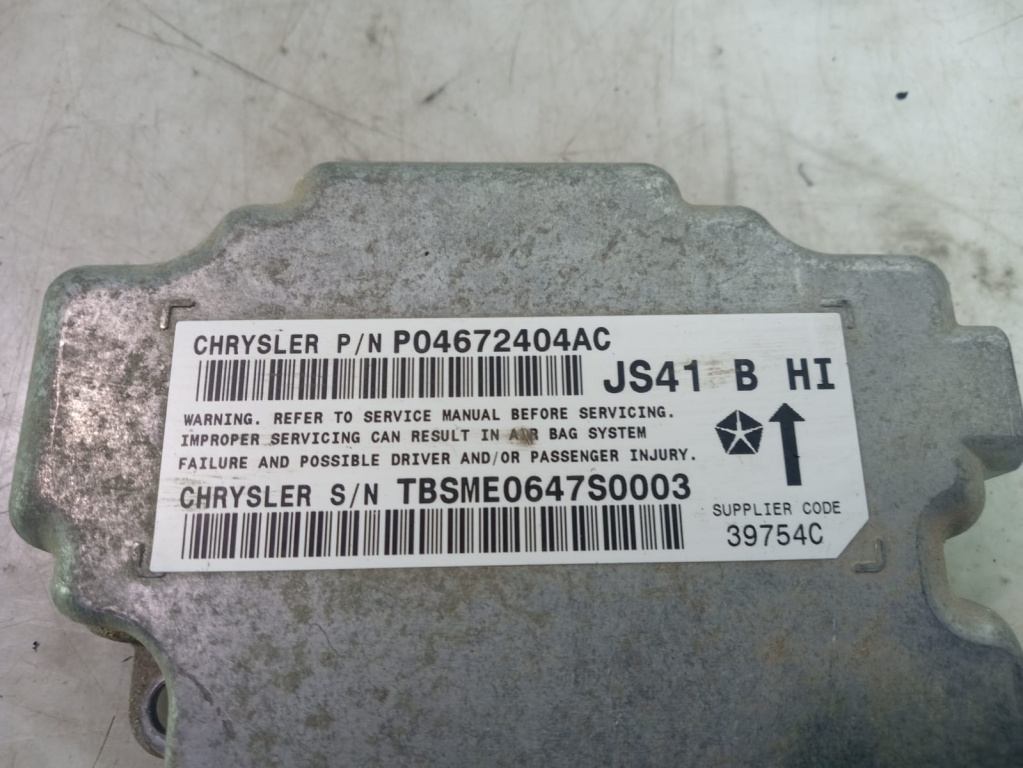 CHRYSLER P/N P04672404AC
JS41 B HI
WARNING. REFER TO SERVICE MANUAL BEFORE SERVICING.
IMPROPER SERVICING CAN RESULT IN AIR BAG SYSTEM
FAILURE AND POSSIBLE DRIVER AND/OR PASSENGER INJURY.
CHRYSLER S/N TBSME0647S0003
SUPPLIER CODE
39754C